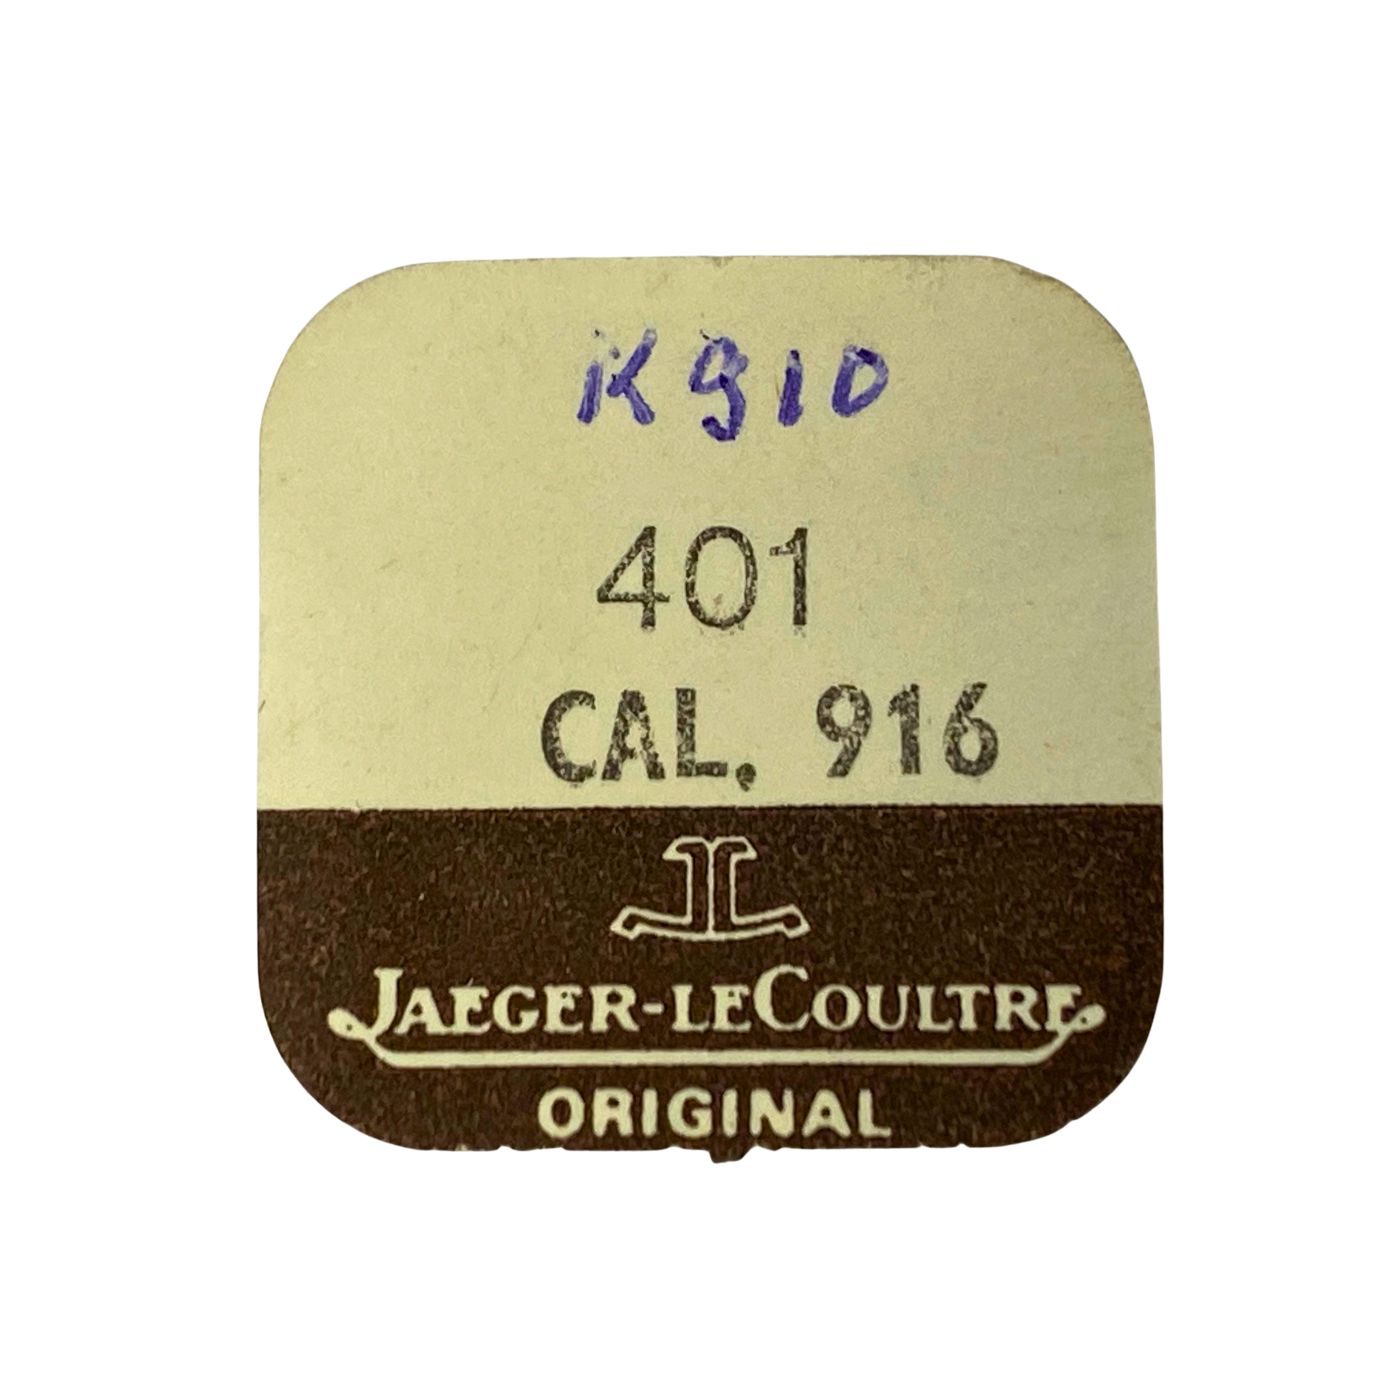 K910
401
CAL. 916
JAEGER-LECOULTRE
ORIGINAL